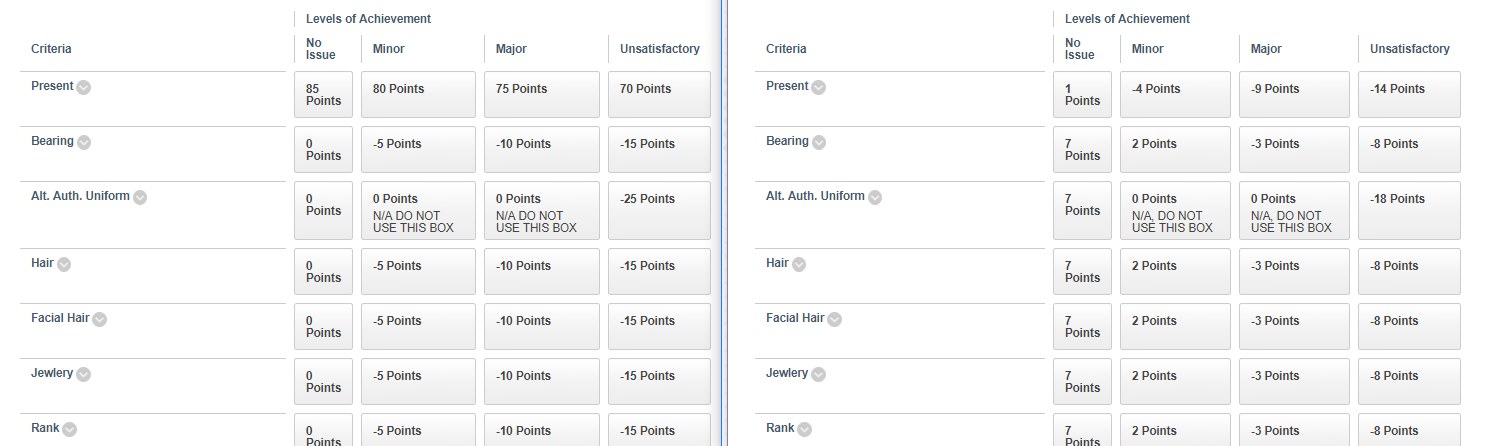 Levels of Achievement
Criteria No Issue Minor Major Unsatisfactory
Present 85 Points 80 Points 75 Points 70 Points
Bearing 0 Points -5 Points -10 Points -15 Points
Alt. Auth. Uniform 0 Points 0 Points 0 Points -25 Points
N/A DO NOT N/A DO NOT
USE THIS BOX USE THIS BOX
Hair 0 Points -5 Points -10 Points -15 Points
Facial Hair 0 Points -5 Points -10 Points -15 Points
Jewlery 0 Points -5 Points -10 Points -15 Points
Rank 0 Points -5 Points -10 Points -15 Points
Levels of Achievement
Criteria No Issue Minor Major Unsatisfactory
Present 1 Points -4 Points -9 Points -14 Points
Bearing 7 Points 2 Points -3 Points -8 Points
Alt. Auth. Uniform 7 Points 0 Points 0 Points -18 Points
N/A, DO NOT N/A, DO NOT
USE THIS BOX USE THIS BOX
Hair 7 Points 2 Points -3 Points -8 Points
Facial Hair 7 Points 2 Points -3 Points -8 Points
Jewlery 7 Points 2 Points -3 Points -8 Points
Rank 7 Points 2 Points -3 Points -8 Points